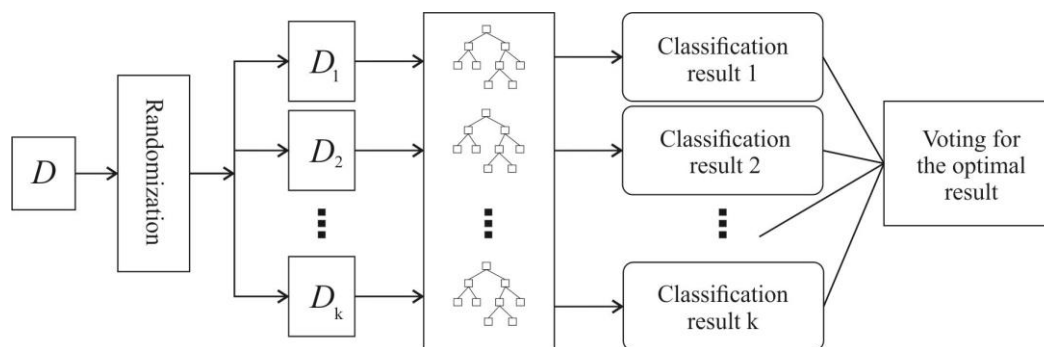 D
Randomization
D₁
D₂
Dₖ
Classification
result 1
Classification
result 2
Classification
result k
Voting for
the optimal
result